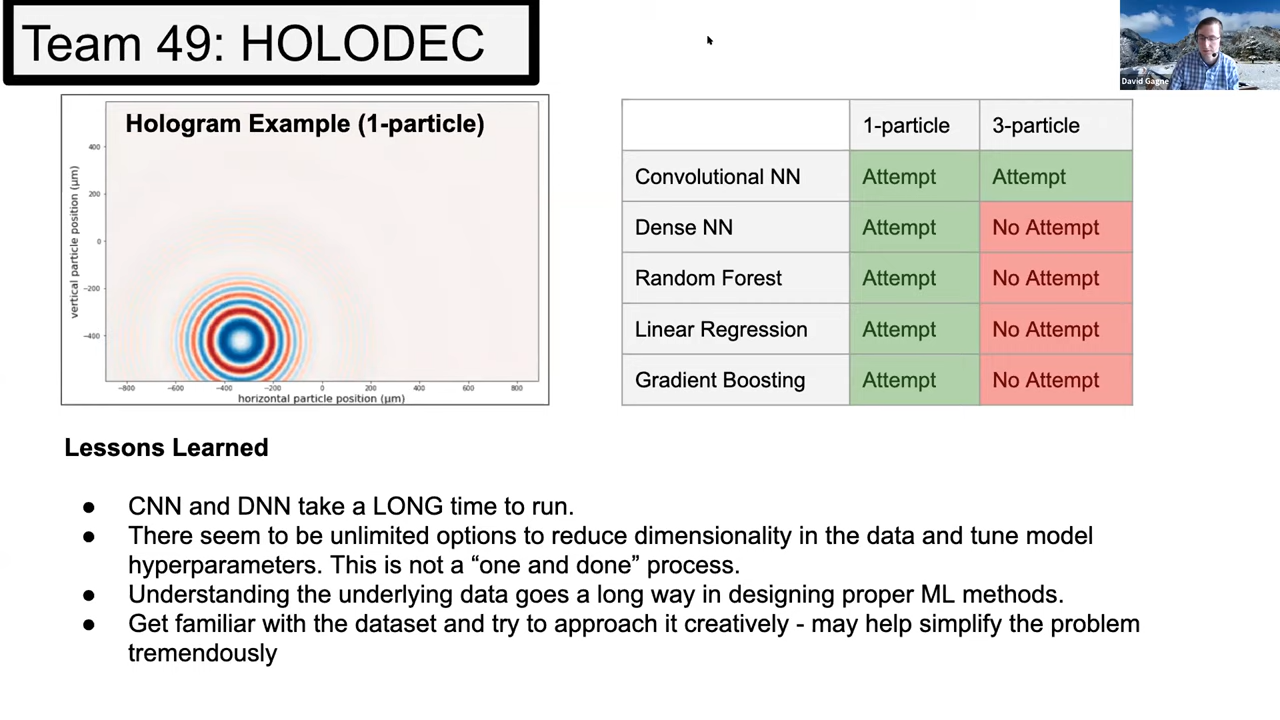 Team 49: HOLODEC
David Gagne
Hologram Example (1-particle)
vertical particle position (µm)
400
200
0
−200
−400
−800
−600
−400
−200
0
200
400
600
800
horizontal particle position (µm)
1-particle 3-particle
Convolutional NN Attempt Attempt
Dense NN Attempt No Attempt
Random Forest Attempt No Attempt
Linear Regression Attempt No Attempt
Gradient Boosting Attempt No Attempt
Lessons Learned
● CNN and DNN take a LONG time to run.
● There seem to be unlimited options to reduce dimensionality in the data and tune model
hyperparameters. This is not a “one and done” process.
● Understanding the underlying data goes a long way in designing proper ML methods.
● Get familiar with the dataset and try to approach it creatively - may help simplify the problem
tremendously